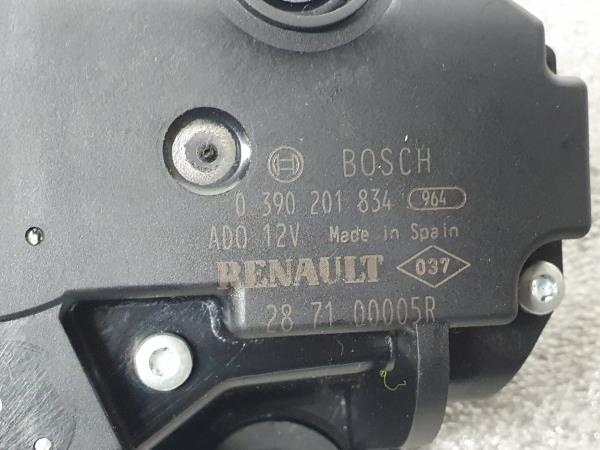 BOSCH
0 390 201 834 964
ADO 12V Made in Spain
RENAULT 037
28 71 00005R